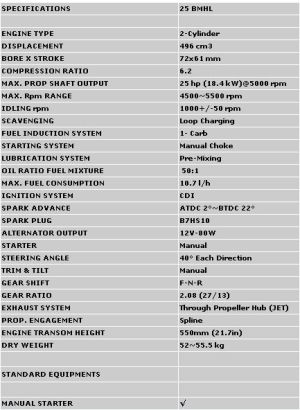 SPECIFICATIONS 25 BMHL
ENGINE TYPE 2-Cylinder
DISPLACEMENT 496 cm3
BORE X STROKE 72x61 mm
COMPRESSION RATIO 6.2
MAX. PROP SHAFT OUTPUT 25 hp (18.4 kW)@5000 rpm
MAX. Rpm RANGE 4500~5500 rpm
IDLING rpm 1000+/-50 rpm
SCAVENGING Loop Charging
FUEL INDUCTION SYSTEM 1- Carb
STARTING SYSTEM Manual Choke
LUBRICATION SYSTEM Pre-Mixing
OIL RATIO FUEL MIXTURE 50:1
MAX. FUEL CONSUMPTION 10.7 l/h
IGNITION SYSTEM CDI
SPARK ADVANCE ATDC 2°~BTDC 22°
SPARK PLUG B7HS10
ALTERNATOR OUTPUT 12V-80W
STARTER Manual
STEERING ANGLE 40° Each Direction
TRIM & TILT Manual
GEAR SHIFT F-N-R
GEAR RATIO 2.08 (27/13)
EXHAUST SYSTEM Through Propeller Hub (JET)
PROP. ENGAGEMENT Spline
ENGINE TRANSOM HEIGHT 550mm (21.7in)
DRY WEIGHT 52~55.5 kg
STANDARD EQUIPMENTS
MANUAL STARTER √